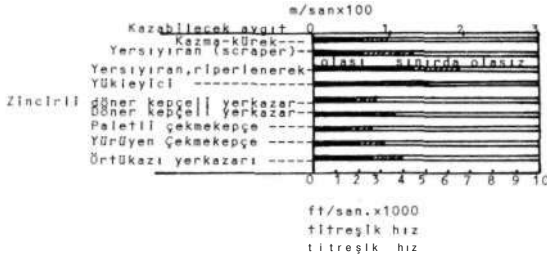 m/san×100
Kazabilecek aygıt 0 1 2 3
Kazma-kürek
Yersıyıran (scraper)
olası sınırda olasız
Yersıyıran,riperlenerek
Yükleyici
Zincirli döner kepçeli yerkazar
Döner kepçeli yerkazar
Paletli çekmekepçe
Yürüyen Çekmekepçe
Örtükazı yerkazarı
0 1 2 3 4 5 6 7 8 9 10
ft/san.x1000
titreşik hız
titreşik hız